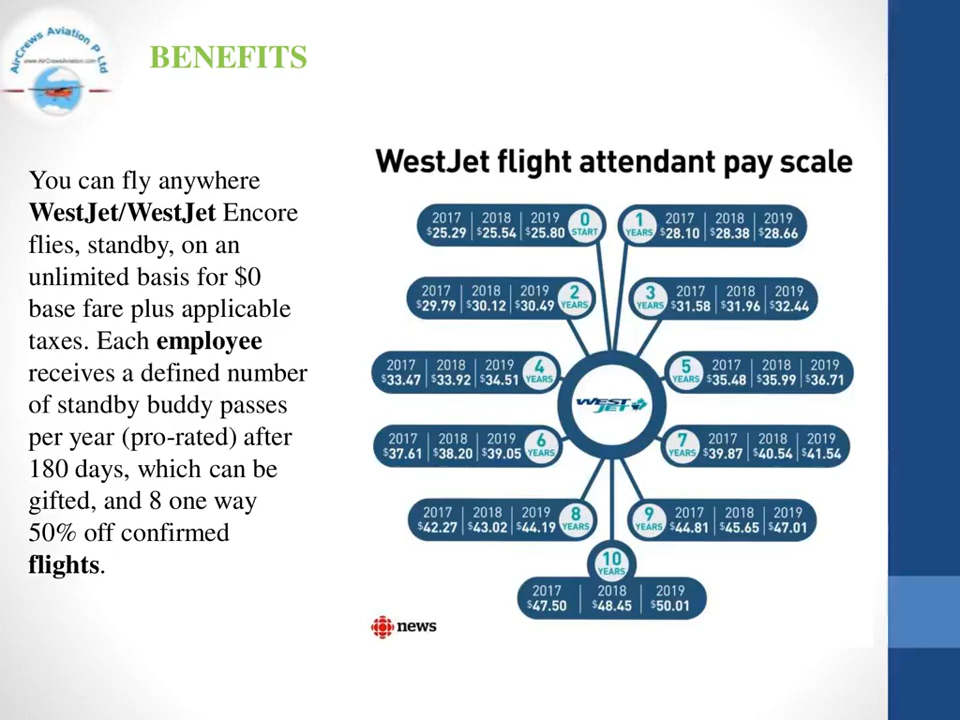 AirCrews Aviation P Ltd
www.AirCrewsAviation.com
BENEFITS
You can fly anywhere
WestJet/WestJet Encore
flies, standby, on an
unlimited basis for $0
base fare plus applicable
taxes. Each employee
receives a defined number
of standby buddy passes
per year (pro-rated) after
180 days, which can be
gifted, and 8 one way
50% off confirmed
flights.
WestJet flight attendant pay scale
2017 | 2018 | 2019 0
$25.29 | $25.54 | $25.80 START
1 2017 | 2018 | 2019
YEARS $28.10 | $28.38 | $28.66
2017 | 2018 | 2019 2
$29.79 | $30.12 | $30.49 YEARS
3 2017 | 2018 | 2019
YEARS $31.58 | $31.96 | $32.44
2017 | 2018 | 2019 4
$33.47 | $33.92 | $34.51 YEARS
5 2017 | 2018 | 2019
YEARS $35.48 | $35.99 | $36.71
WESTJET
2017 | 2018 | 2019 6
$37.61 | $38.20 | $39.05 YEARS
7 2017 | 2018 | 2019
YEARS $39.87 | $40.54 | $41.54
2017 | 2018 | 2019 8
$42.27 | $43.02 | $44.19 YEARS
9 2017 | 2018 | 2019
YEARS $44.81 | $45.65 | $47.01
10
YEARS
2017 | 2018 | 2019
$47.50 | $48.45 | $50.01
news